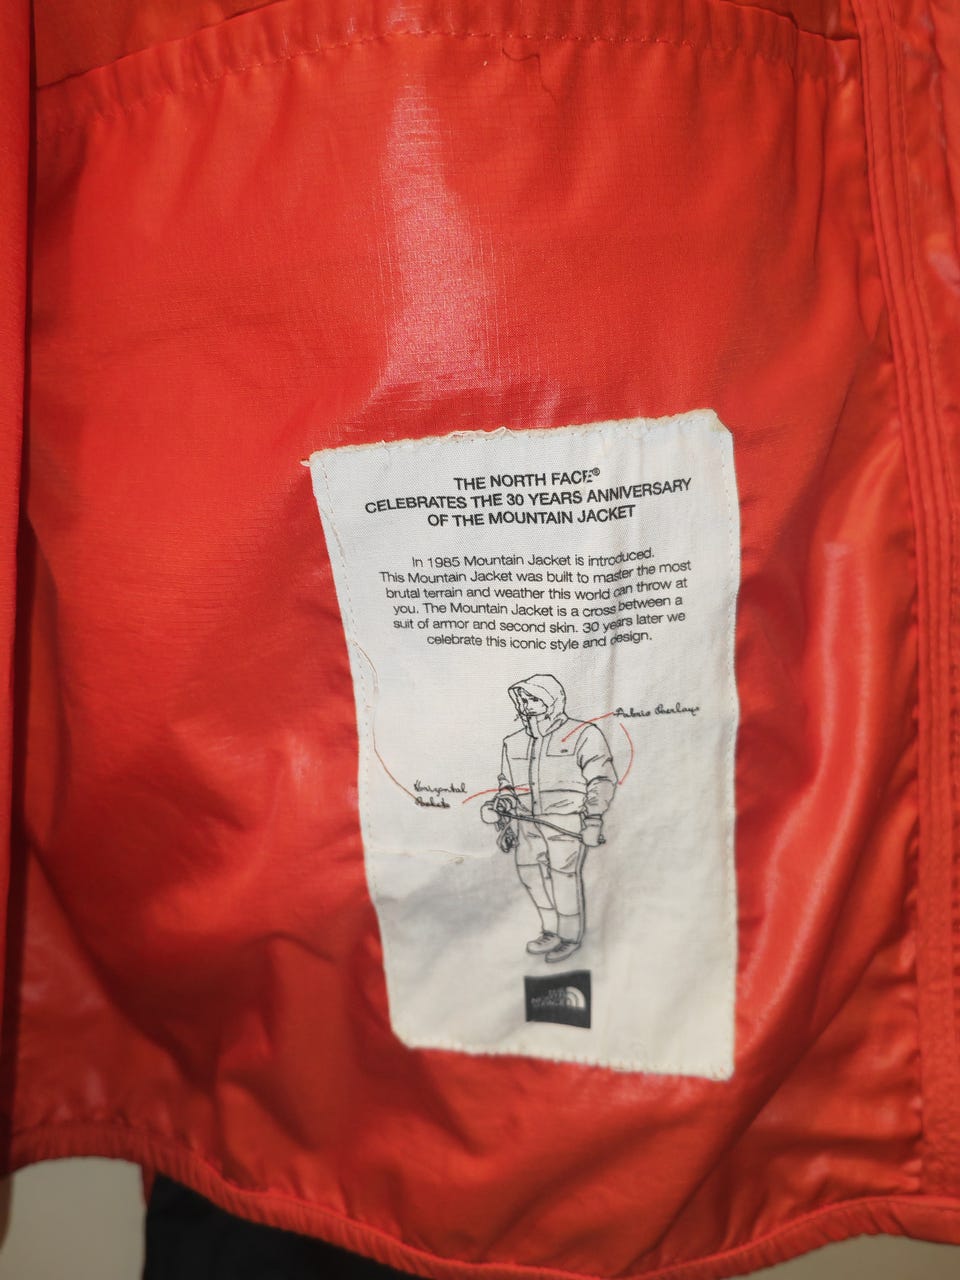 THE NORTH FACE®
CELEBRATES THE 30 YEARS ANNIVERSARY
OF THE MOUNTAIN JACKET
In 1985 Mountain Jacket is introduced.
This Mountain Jacket was built to master the most
brutal terrain and weather this world can throw at
you. The Mountain Jacket is a cross between a
suit of armor and second skin. 30 years later we
celebrate this iconic style and design.
Fabric Overlays
Horizontal
Pockets
THE
NORTH
FACE